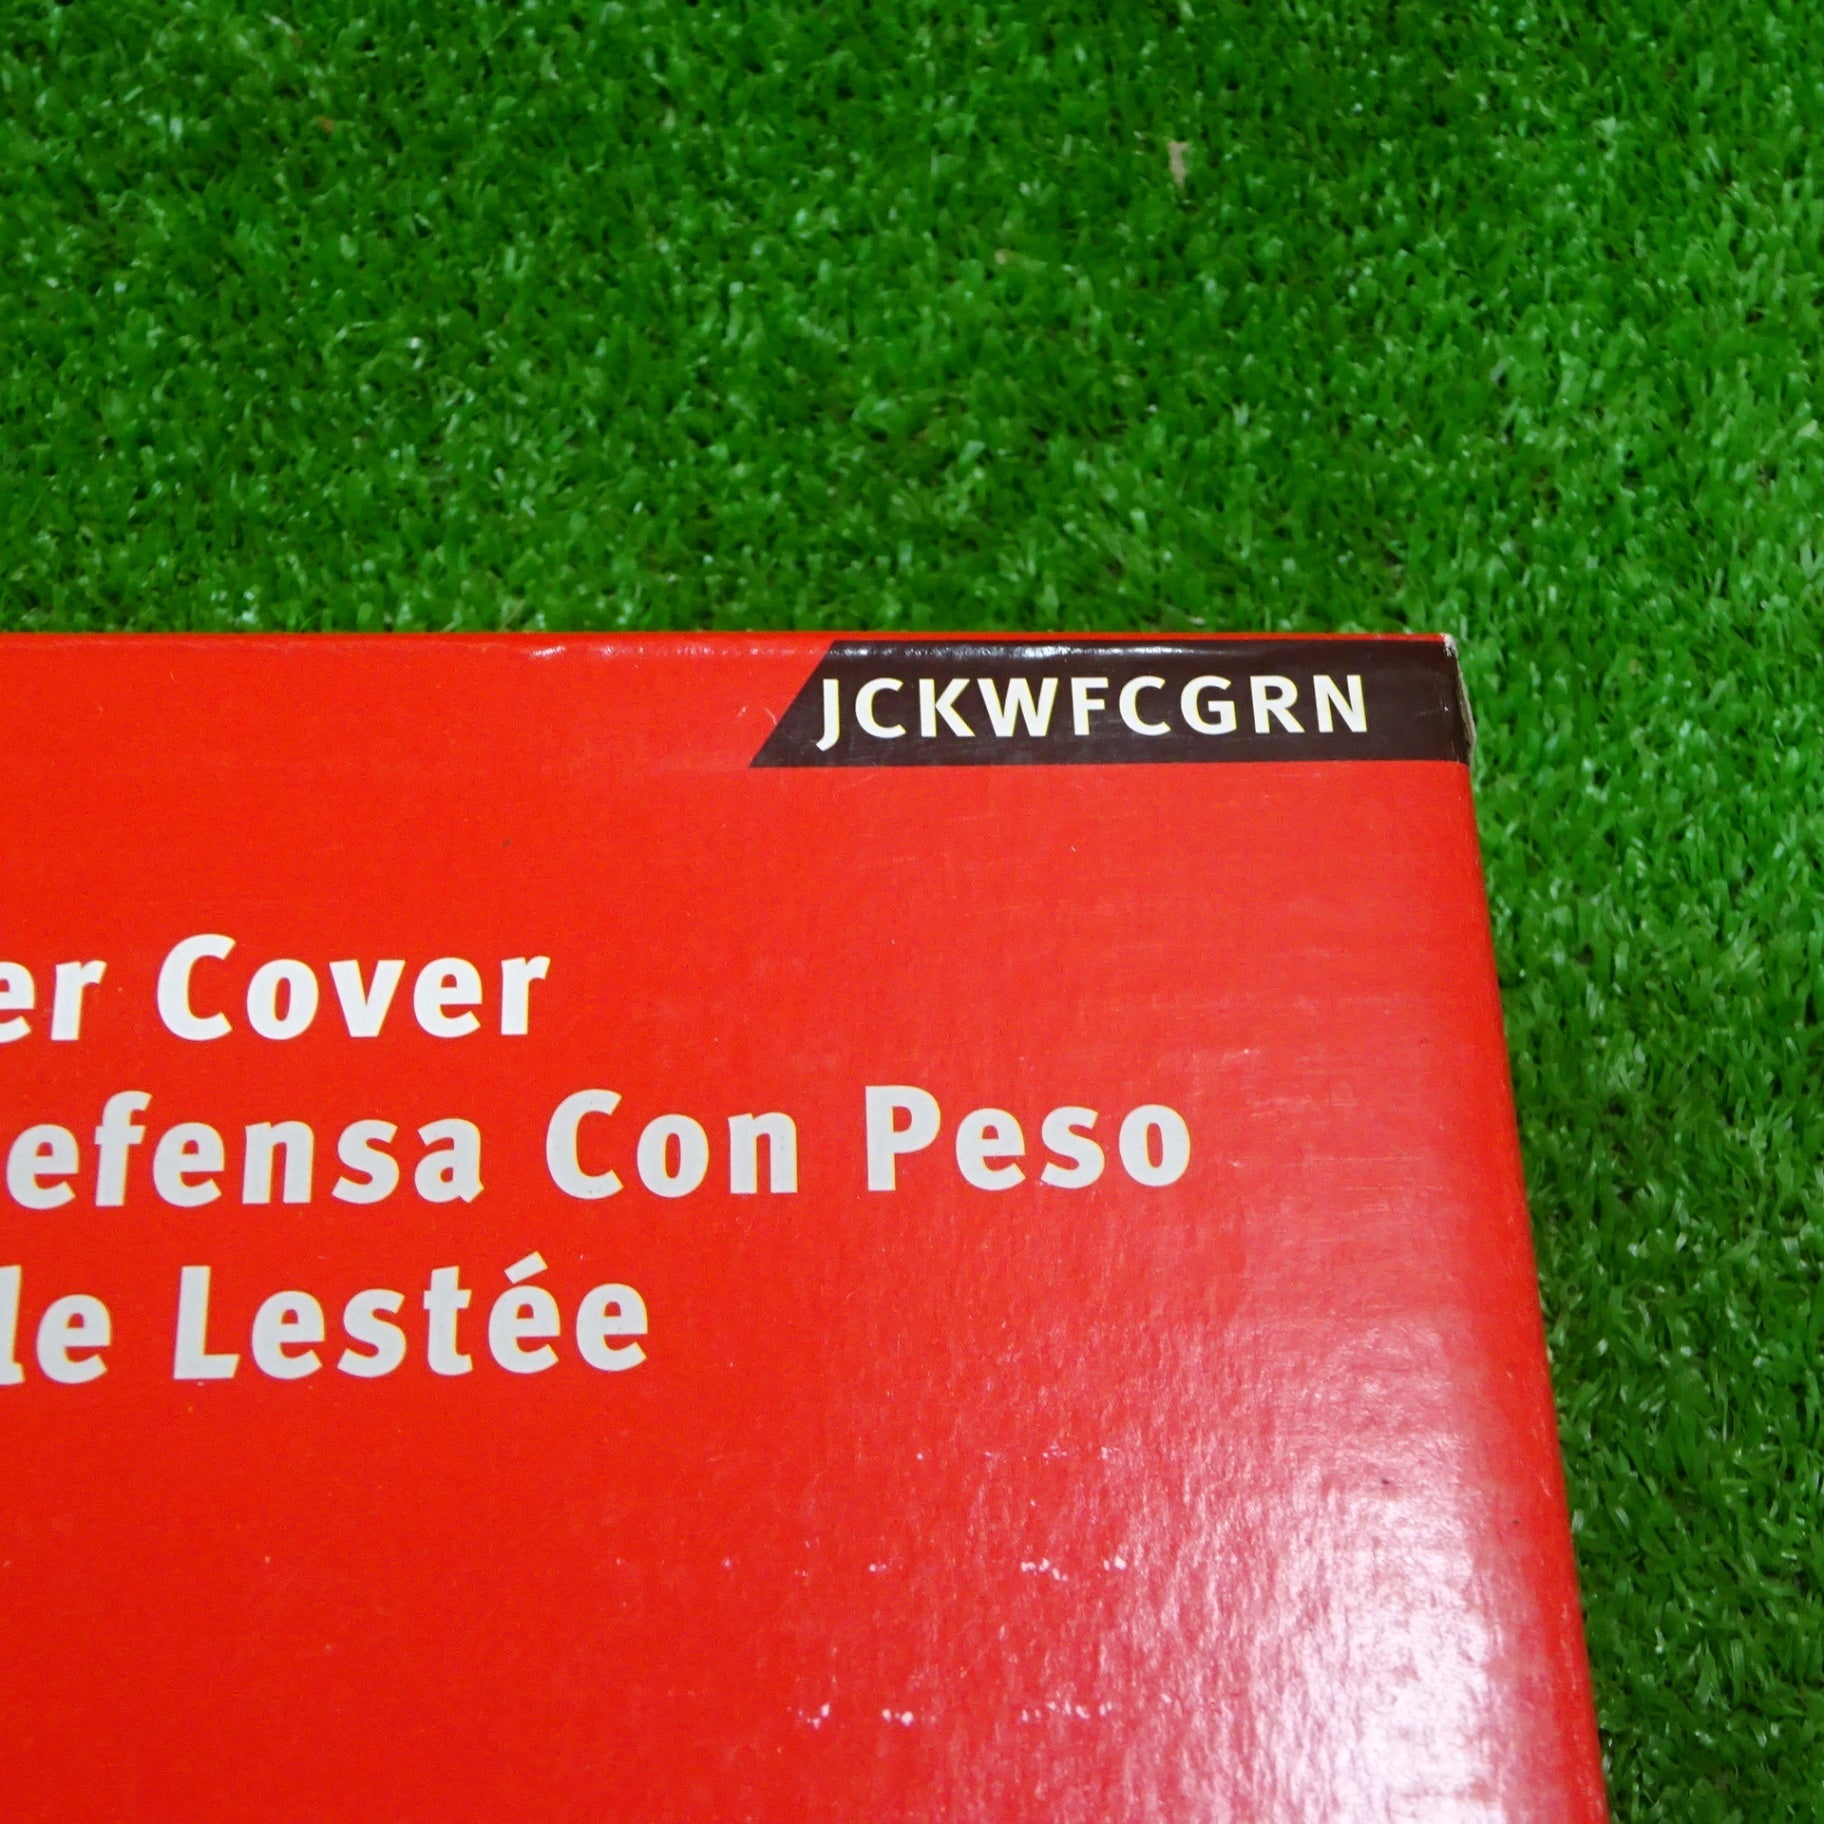 JCKWFCGRN
er Cover
efensa Con Peso
le Lestée